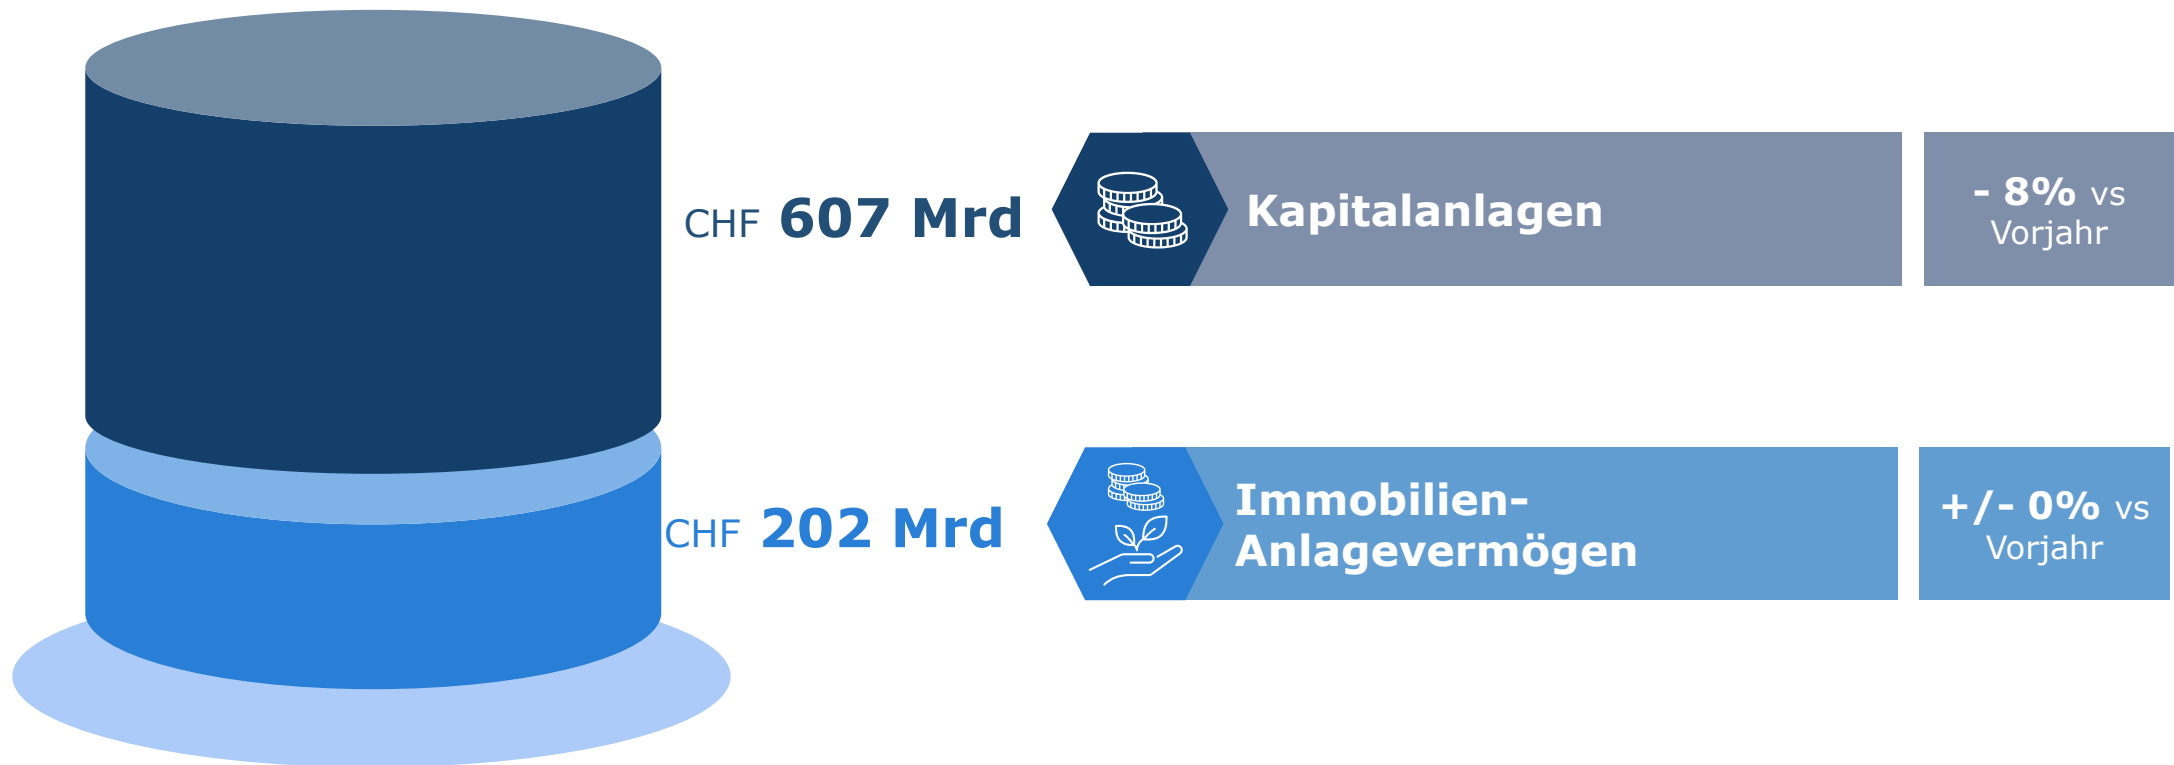 CHF 607 Mrd
Kapitalanlagen
- 8% vs
Vorjahr
CHF 202 Mrd
Immobilien-
Anlagevermögen
+/- 0% vs
Vorjahr